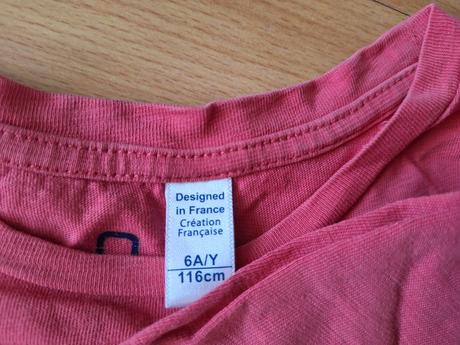 Designed
in France
Création
Française
6A/Y
116cm